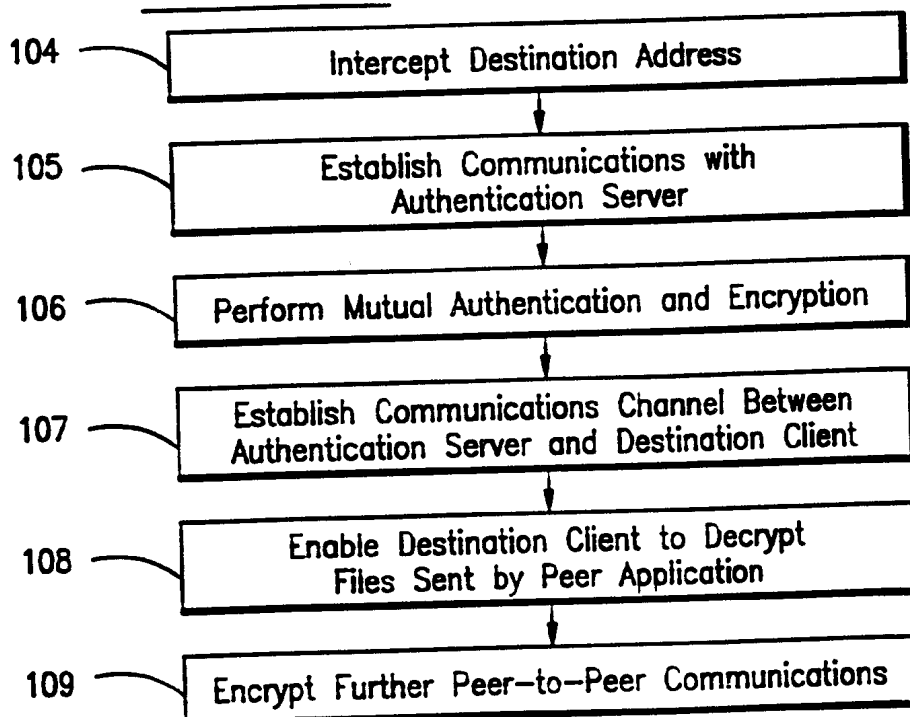 104
Intercept Destination Address
105
Establish Communications with
Authentication Server
106
Perform Mutual Authentication and Encryption
107
Establish Communications Channel Between
Authentication Server and Destination Client
108
Enable Destination Client to Decrypt
Files Sent by Peer Application
109
Encrypt Further Peer-to-Peer Communications